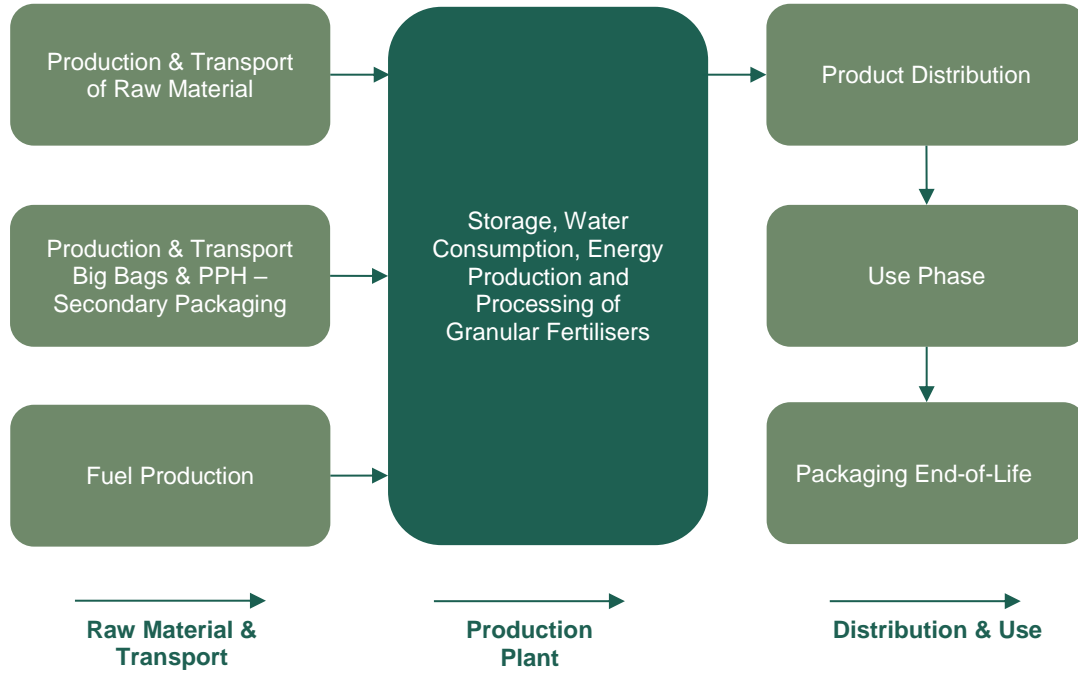 Production & Transport
of Raw Material
Production & Transport
Big Bags & PPH –
Secondary Packaging
Fuel Production
Storage, Water
Consumption, Energy
Production and
Processing of
Granular Fertilisers
Product Distribution
Use Phase
Packaging End-of-Life
Raw Material &
Transport
Production
Plant
Distribution & Use